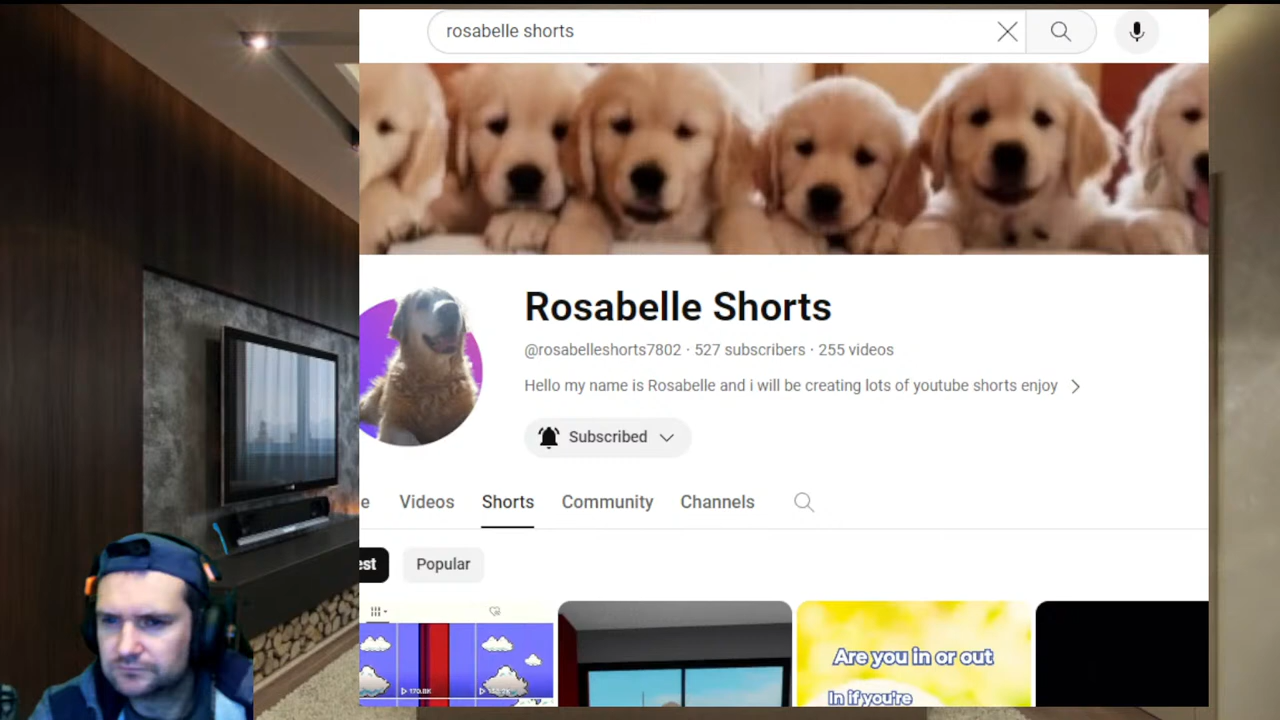 rosabelle shorts
Rosabelle Shorts
@rosabelleshorts7802 · 527 subscribers · 255 videos
Hello my name is Rosabelle and i will be creating lots of youtube shorts enjoy
Subscribed
e Videos Shorts Community Channels
est Popular
170.8K
Are you in or out
In if you're